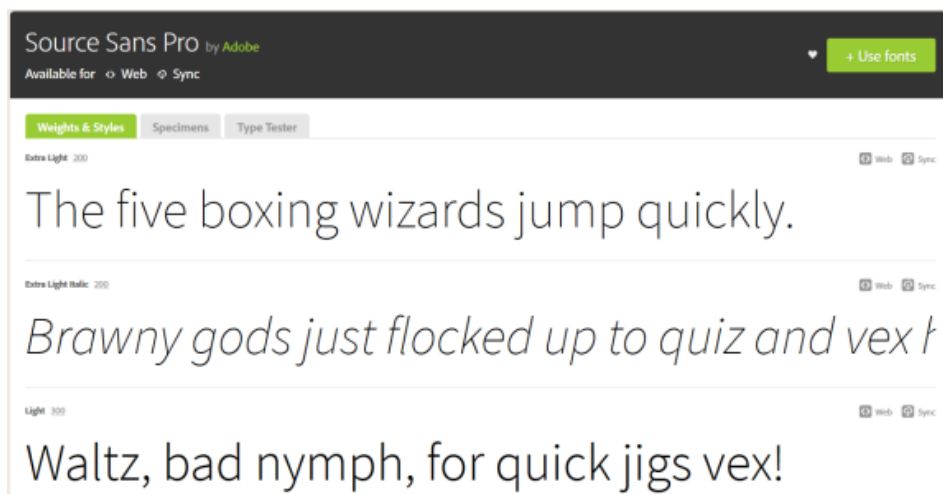 Source Sans Pro by Adobe
Available for Web Sync
+ Use fonts
Weights & Styles Specimens Type Tester
Extra Light 200 Web Sync
The five boxing wizards jump quickly.
Extra Light Italic 200 Web Sync
Brawny gods just flocked up to quiz and vex h
Light 300 Web Sync
Waltz, bad nymph, for quick jigs vex!